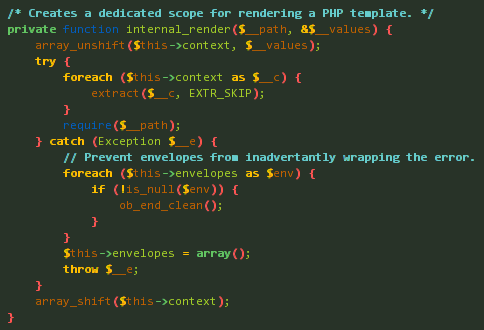 /* Creates a dedicated scope for rendering a PHP template. */
private function internal_render($__path, &$__values) {
    array_unshift($this->context, $__values);
    try {
        foreach ($this->context as $__c) {
            extract($__c, EXTR_SKIP);
        }
        require($__path);
    } catch (Exception $__e) {
        // Prevent envelopes from inadvertantly wrapping the error.
        foreach ($this->envelopes as $env) {
            if (!is_null($env)) {
                ob_end_clean();
            }
        }
        $this->envelopes = array();
        throw $__e;
    }
    array_shift($this->context);
}